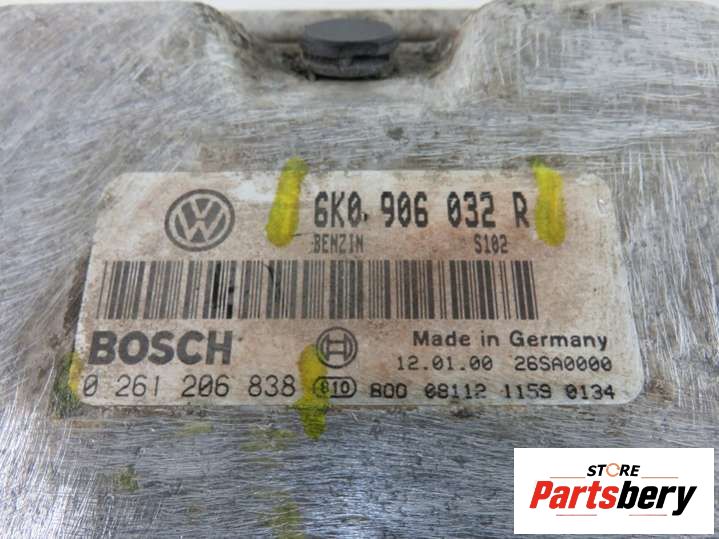 6K0 906 032 R
BENZIN S102
BOSCH
Made in Germany
12.01.00 26SA0000
0 261 206 838 810 800 08112 1159 0134
STORE
Partsbery